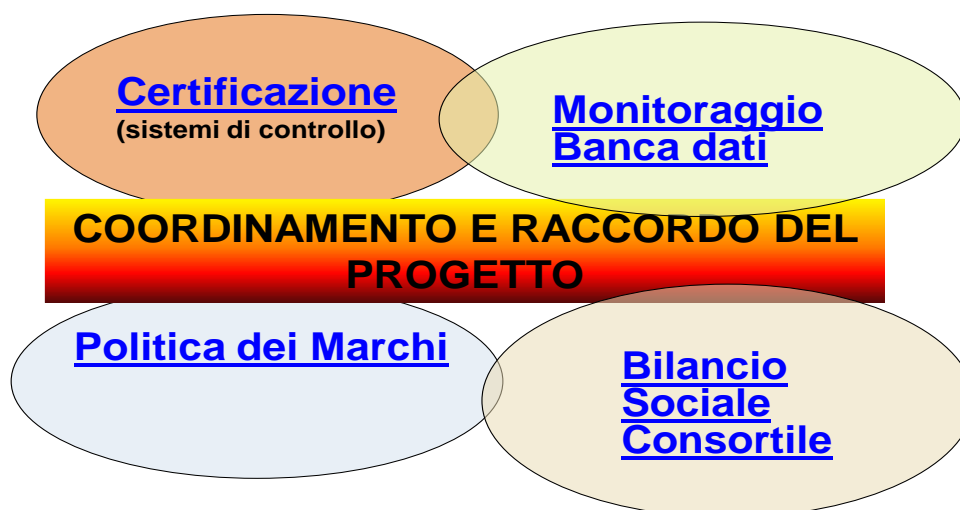 Certificazione
(sistemi di controllo)
Monitoraggio
Banca dati
COORDINAMENTO E RACCORDO DEL
PROGETTO
Politica dei Marchi
Bilancio
Sociale
Consortile